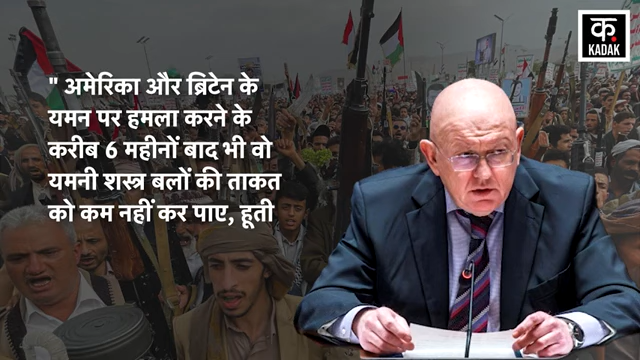 क
KADAK
" अमेरिका और ब्रिटेन के
यमन पर हमला करने के
करीब 6 महीनों बाद भी वो
यमनी शस्त्र बलों की ताकत
को कम नहीं कर पाए, हूती